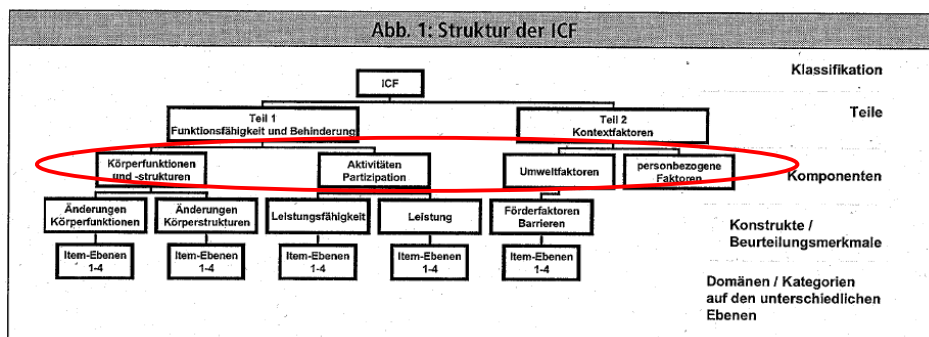 Abb. 1: Struktur der ICF
ICF
Klassifikation
Teil 1
Funktionsfähigkeit und Behinderung
Teil 2
Kontextfaktoren
Teile
Körperfunktionen
und -strukturen
Aktivitäten
Partizipation
Umweltfaktoren
personbezogene
Faktoren
Komponenten
Änderungen
Körperfunktionen
Änderungen
Körperstrukturen
Leistungsfähigkeit
Leistung
Förderfaktoren
Barrieren
Konstrukte /
Beurteilungsmerkmale
Item-Ebenen
1-4
Item-Ebenen
1-4
Item-Ebenen
1-4
Item-Ebenen
1-4
Item-Ebenen
1-4
Domänen / Kategorien
auf den unterschiedlichen
Ebenen